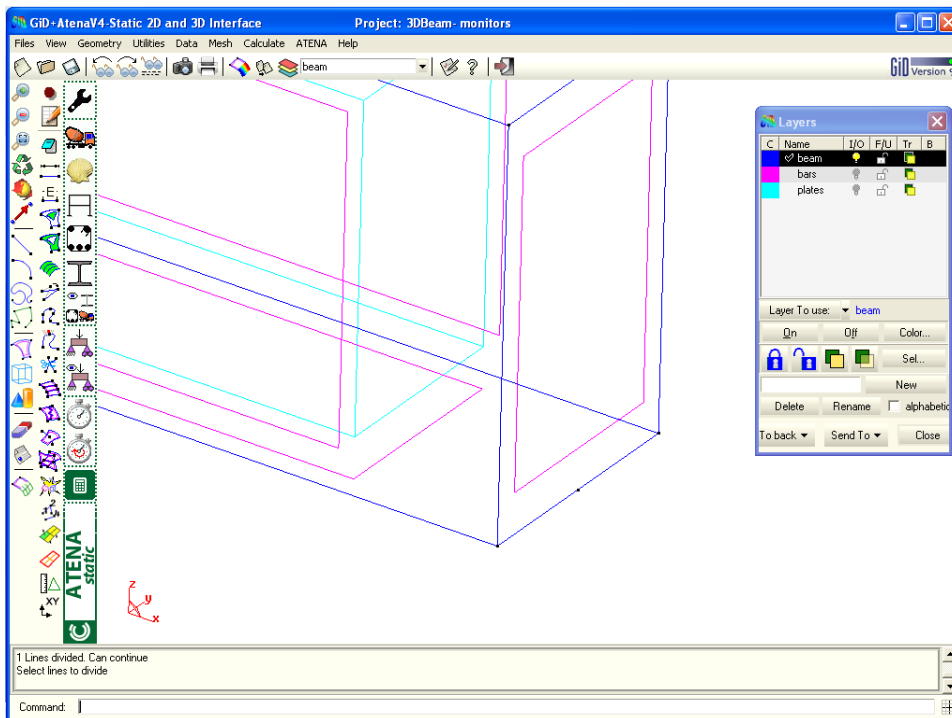 GiD+AtenaV4-Static 2D and 3D Interface Project: 3DBeam- monitors
Files View Geometry Utilities Data Mesh Calculate ATENA Help
beam
GiD Version 9
Layers
C Name I/O F/U Tr B
beam
bars
plates
Layer To use: beam
On Off Color...
Sel...
New
Delete Rename alphabetic
To back Send To Close
E
ATENA
static
XY
z
y
x
1 Lines divided. Can continue
Select lines to divide
Command: